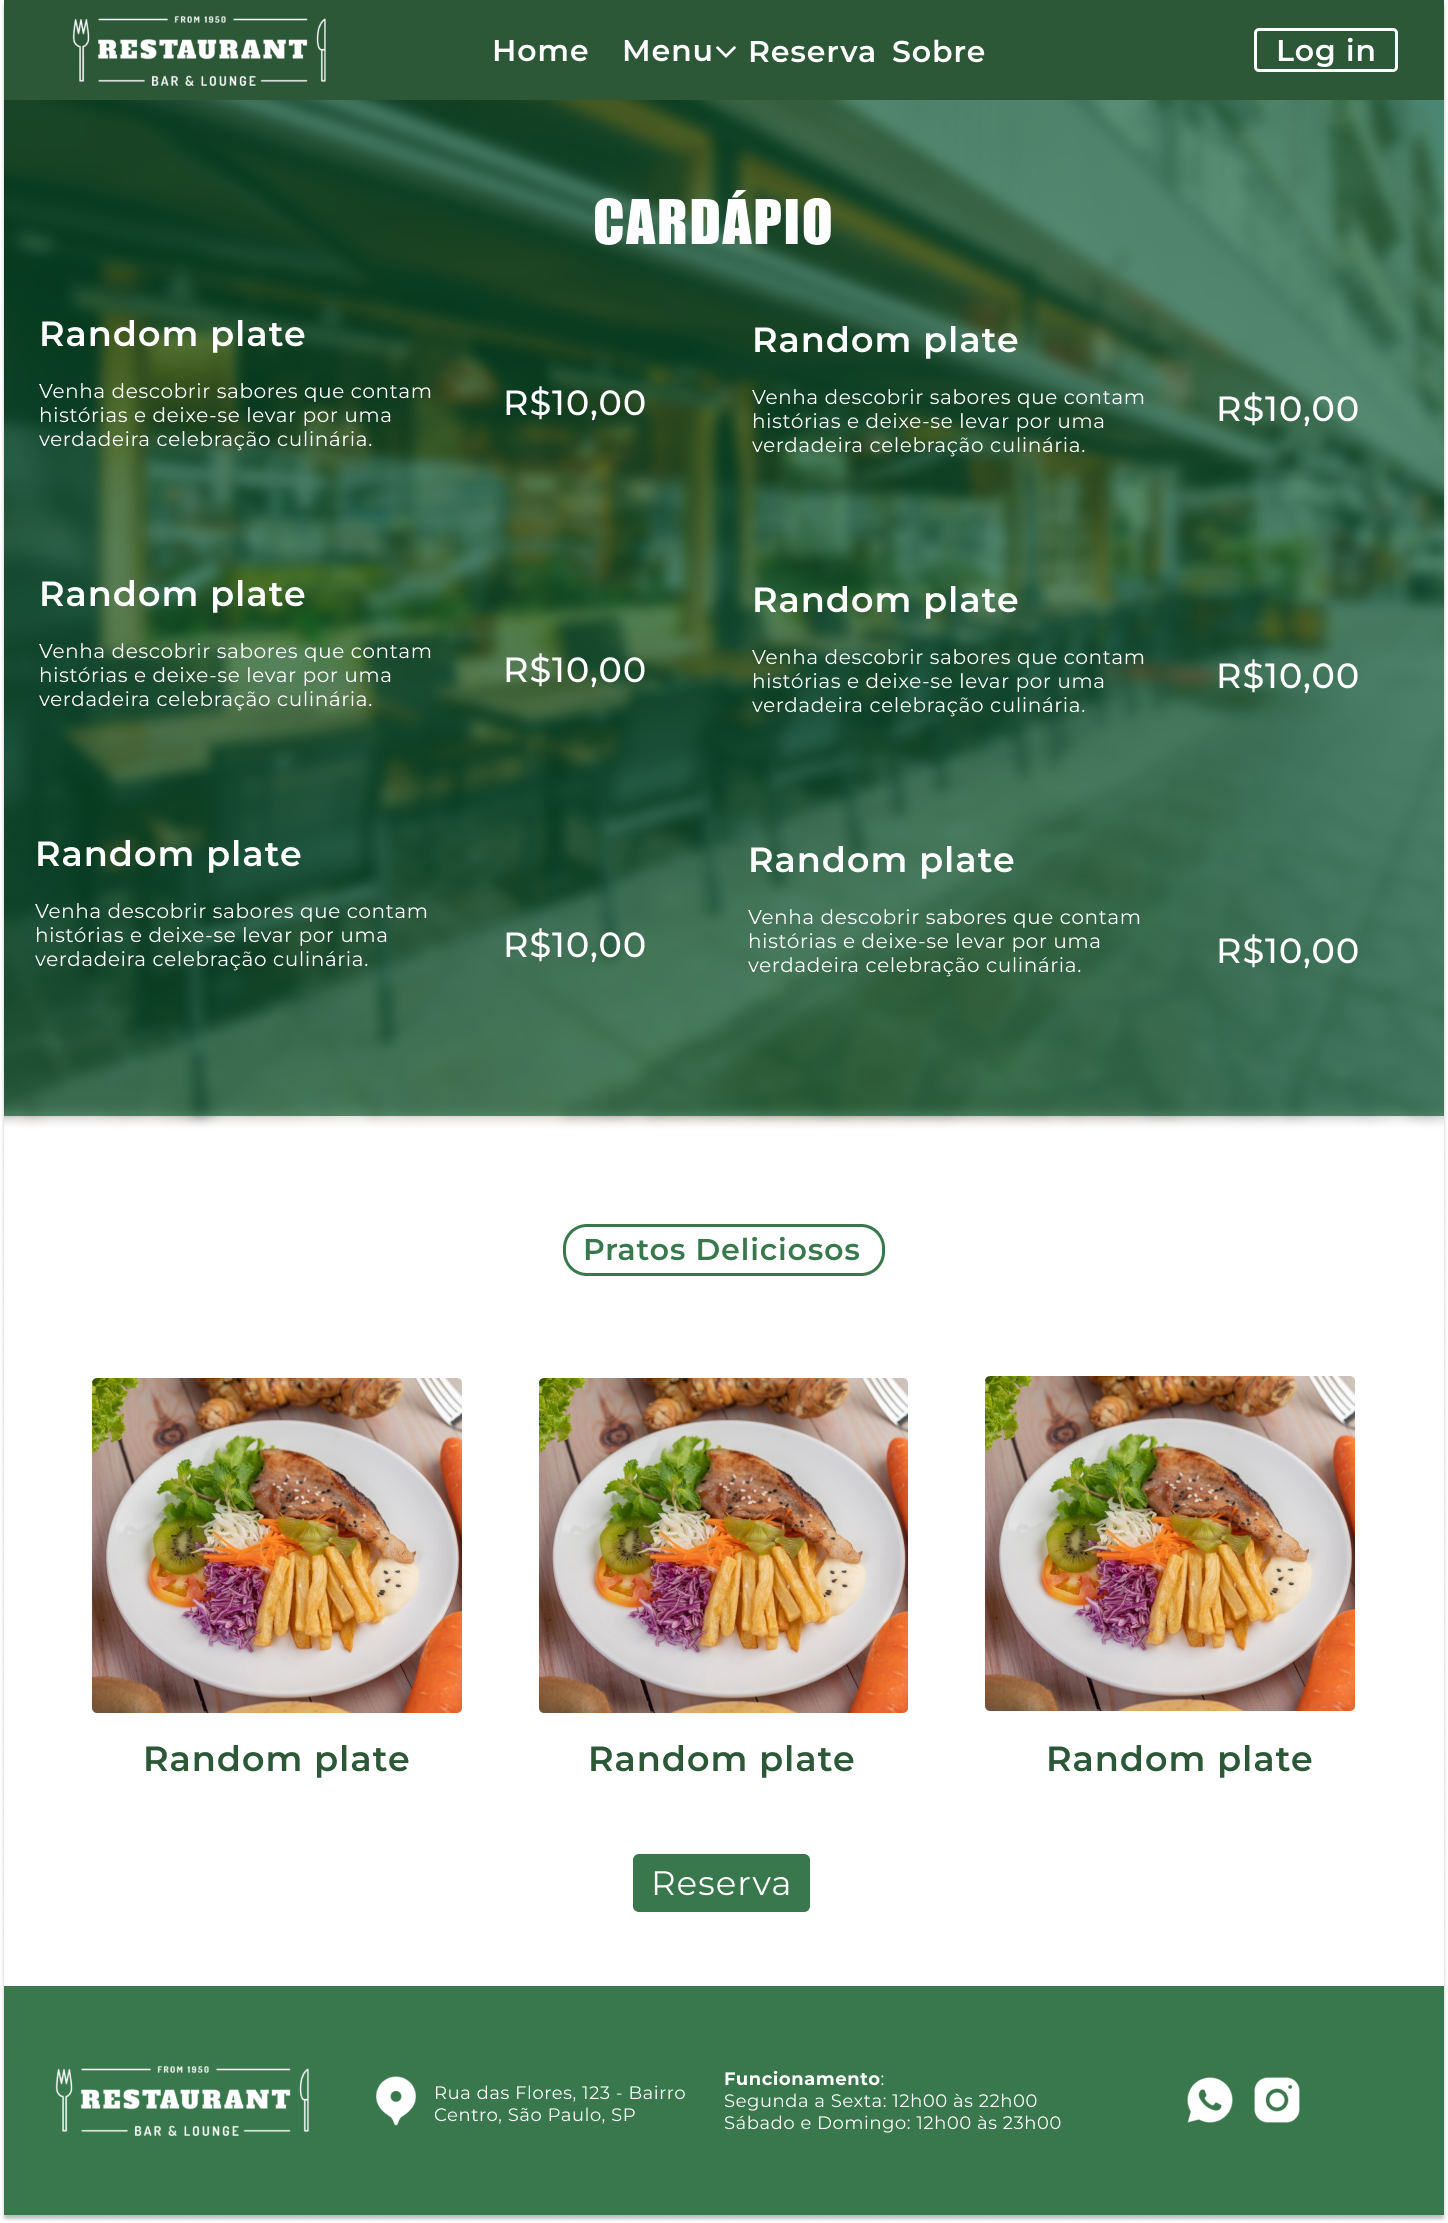 FROM 1950
RESTAURANT
BAR & LOUNGE
Home
Menu
Reserva
Sobre
Log in
CARDÁPIO
Random plate
Venha descobrir sabores que contam
histórias e deixe-se levar por uma
verdadeira celebração culinária.
R$10,00
Random plate
Venha descobrir sabores que contam
histórias e deixe-se levar por uma
verdadeira celebração culinária.
R$10,00
Random plate
Venha descobrir sabores que contam
histórias e deixe-se levar por uma
verdadeira celebração culinária.
R$10,00
Random plate
Venha descobrir sabores que contam
histórias e deixe-se levar por uma
verdadeira celebração culinária.
R$10,00
Random plate
Venha descobrir sabores que contam
histórias e deixe-se levar por uma
verdadeira celebração culinária.
R$10,00
Random plate
Venha descobrir sabores que contam
histórias e deixe-se levar por uma
verdadeira celebração culinária.
R$10,00
Pratos Deliciosos
Random plate
Random plate
Random plate
Reserva
FROM 1950
RESTAURANT
BAR & LOUNGE
Rua das Flores, 123 - Bairro
Centro, São Paulo, SP
Funcionamento:
Segunda a Sexta: 12h00 às 22h00
Sábado e Domingo: 12h00 às 23h00